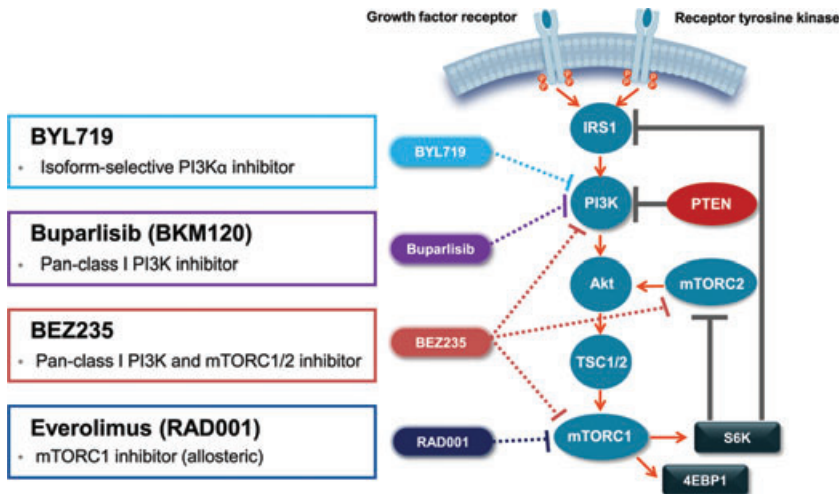 Growth factor receptor
Receptor tyrosine kinase
BYL719
· Isoform-selective PI3Kα inhibitor
Buparlisib (BKM120)
· Pan-class I PI3K inhibitor
BEZ235
· Pan-class I PI3K and mTORC1/2 inhibitor
Everolimus (RAD001)
· mTORC1 inhibitor (allosteric)
BYL719
Buparlisib
BEZ235
RAD001
IRS1
PI3K
PTEN
Akt
mTORC2
TSC1/2
mTORC1
S6K
4EBP1